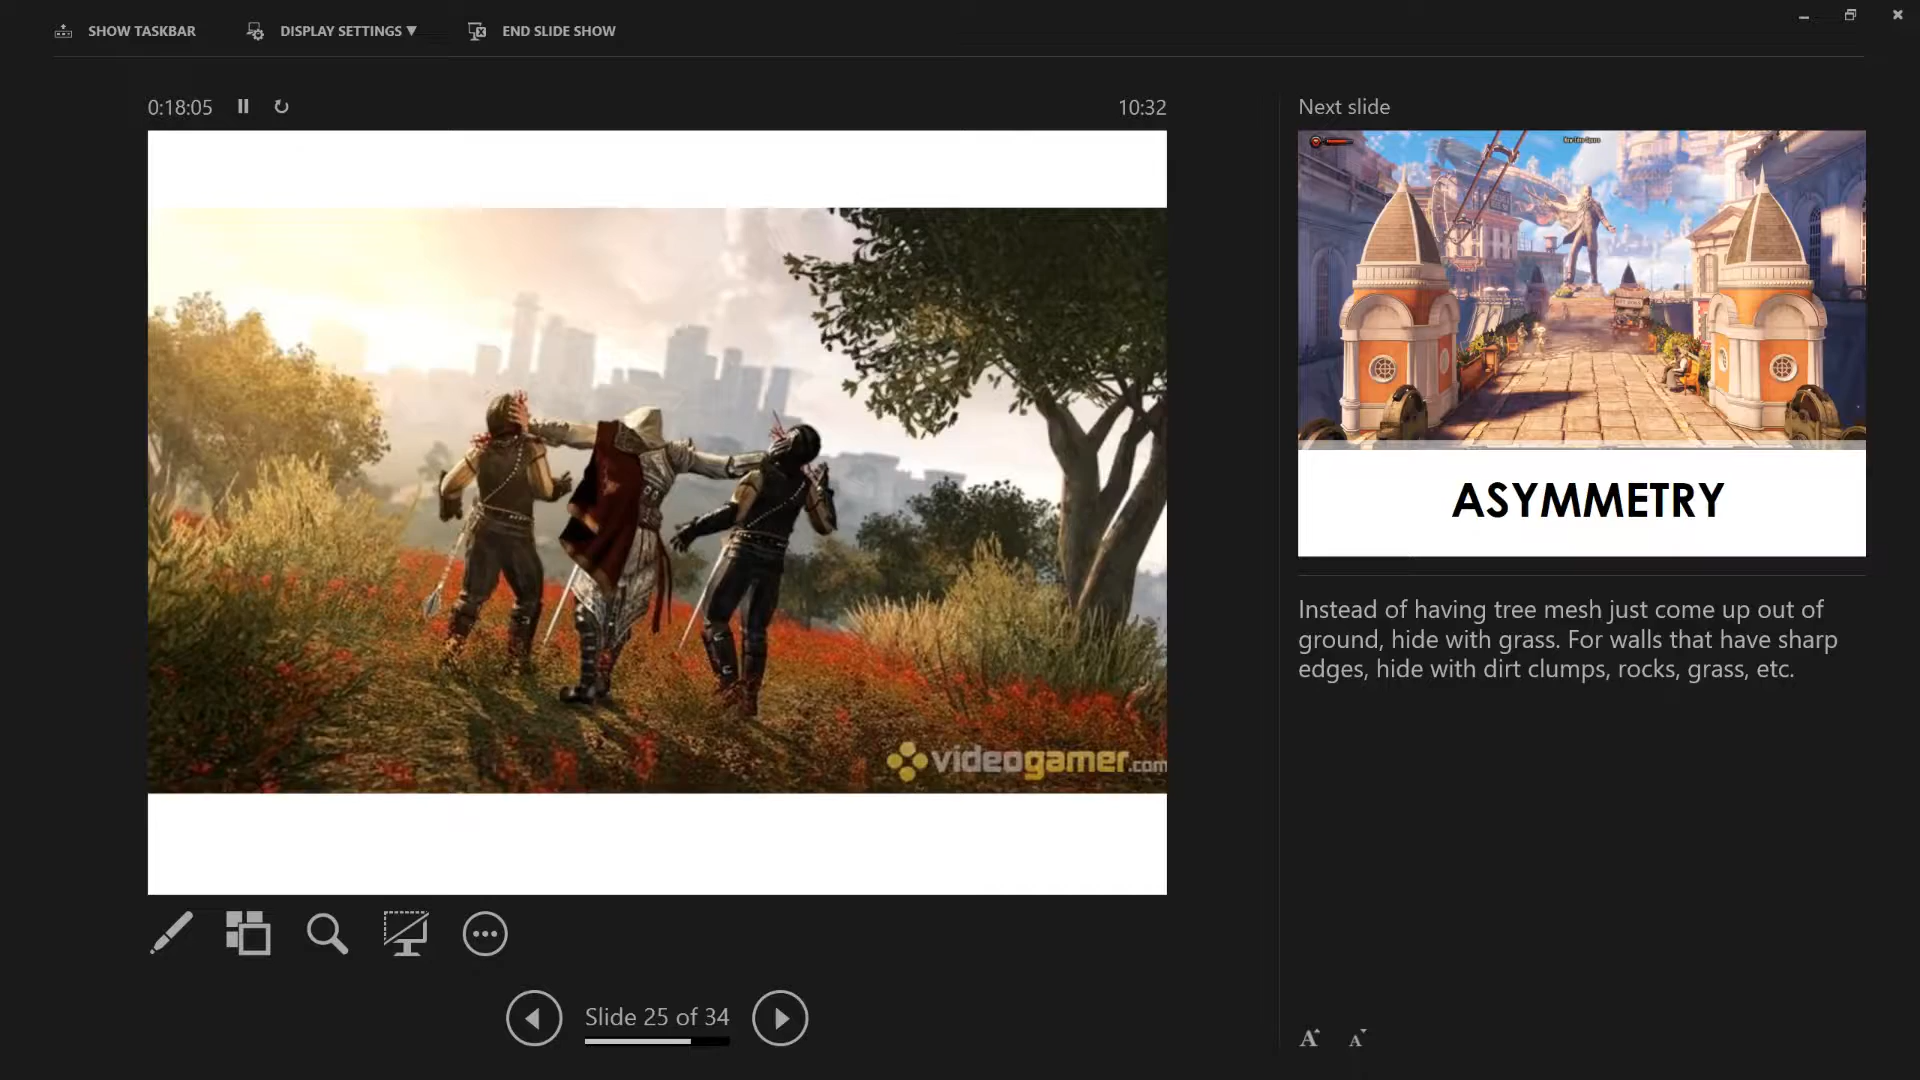 SHOW TASKBAR
DISPLAY SETTINGS ▼
END SLIDE SHOW
0:18:05
10:32
Next slide
videogamer.com
ASYMMETRY
Instead of having tree mesh just come up out of
ground, hide with grass. For walls that have sharp
edges, hide with dirt clumps, rocks, grass, etc.
Slide 25 of 34
A
A